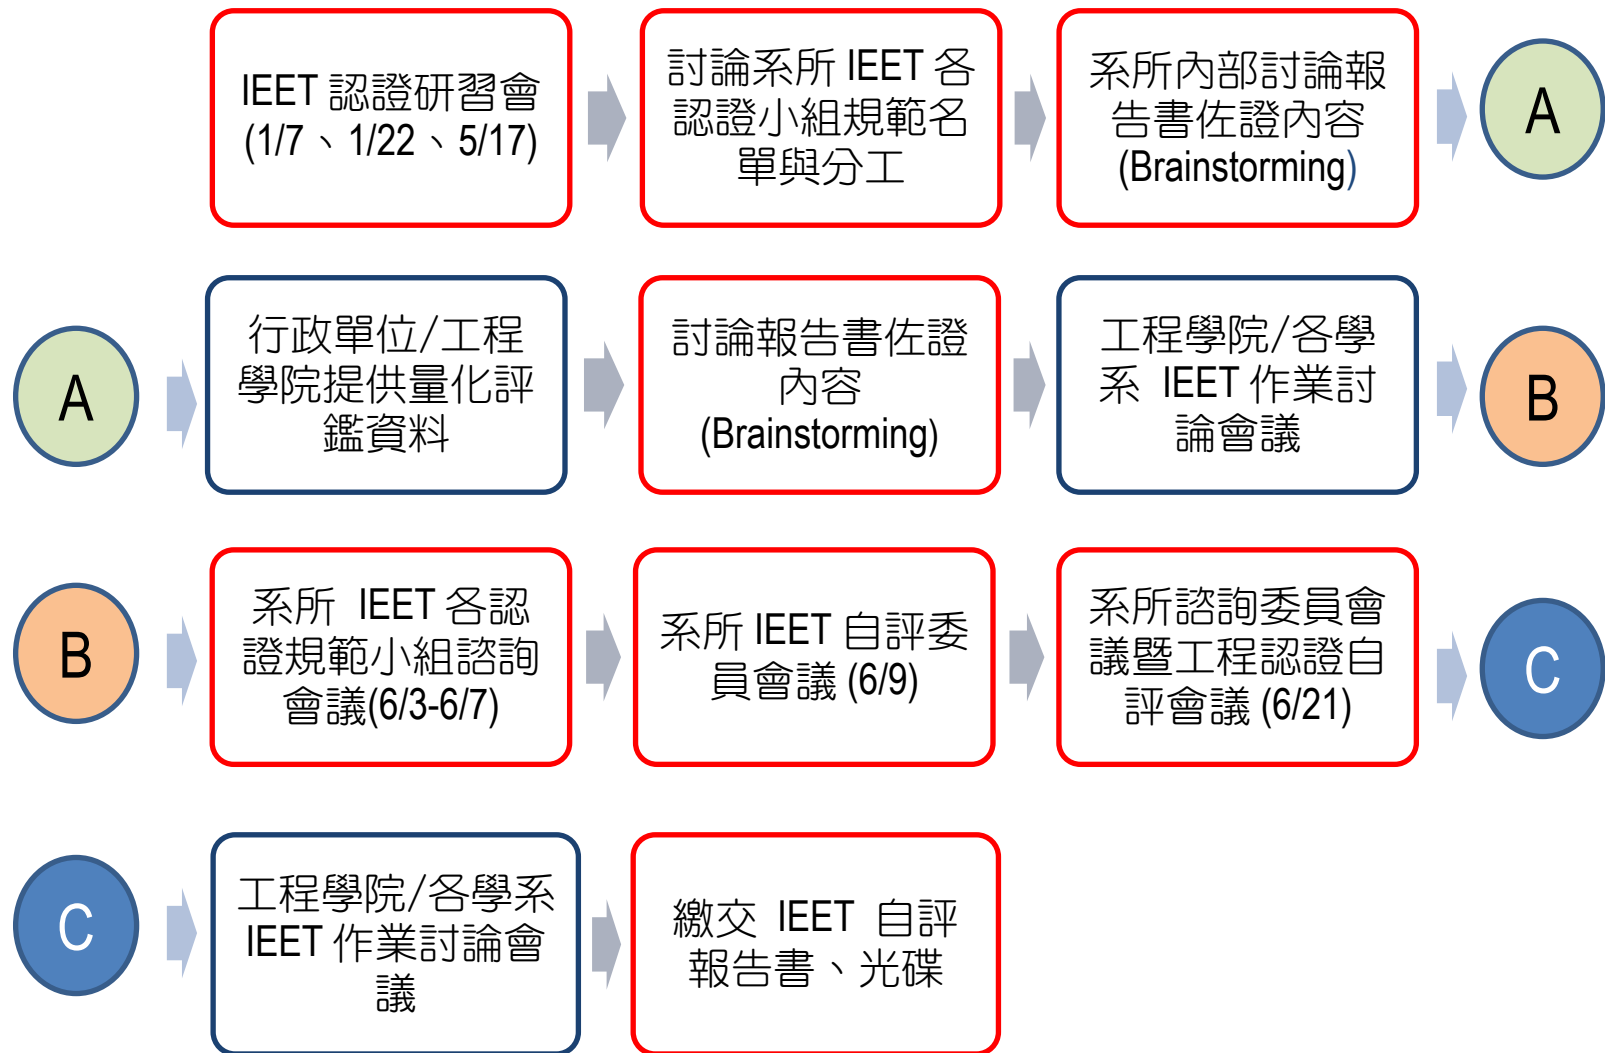 IEET 認證研習會
(1/7、1/22、5/17)
討論系所 IEET 各
認證小組規範名
單與分工
系所內部討論報
告書佐證內容
(Brainstorming)
A
A
行政單位/工程
學院提供量化評
鑑資料
討論報告書佐證
內容
(Brainstorming)
工程學院/各學
系 IEET 作業討
論會議
B
B
系所 IEET 各認
證規範小組諮詢
會議(6/3-6/7)
系所 IEET 自評委
員會議 (6/9)
系所諮詢委員會
議暨工程認證自
評會議 (6/21)
C
C
工程學院/各學系
IEET 作業討論會
議
繳交 IEET 自評
報告書、光碟